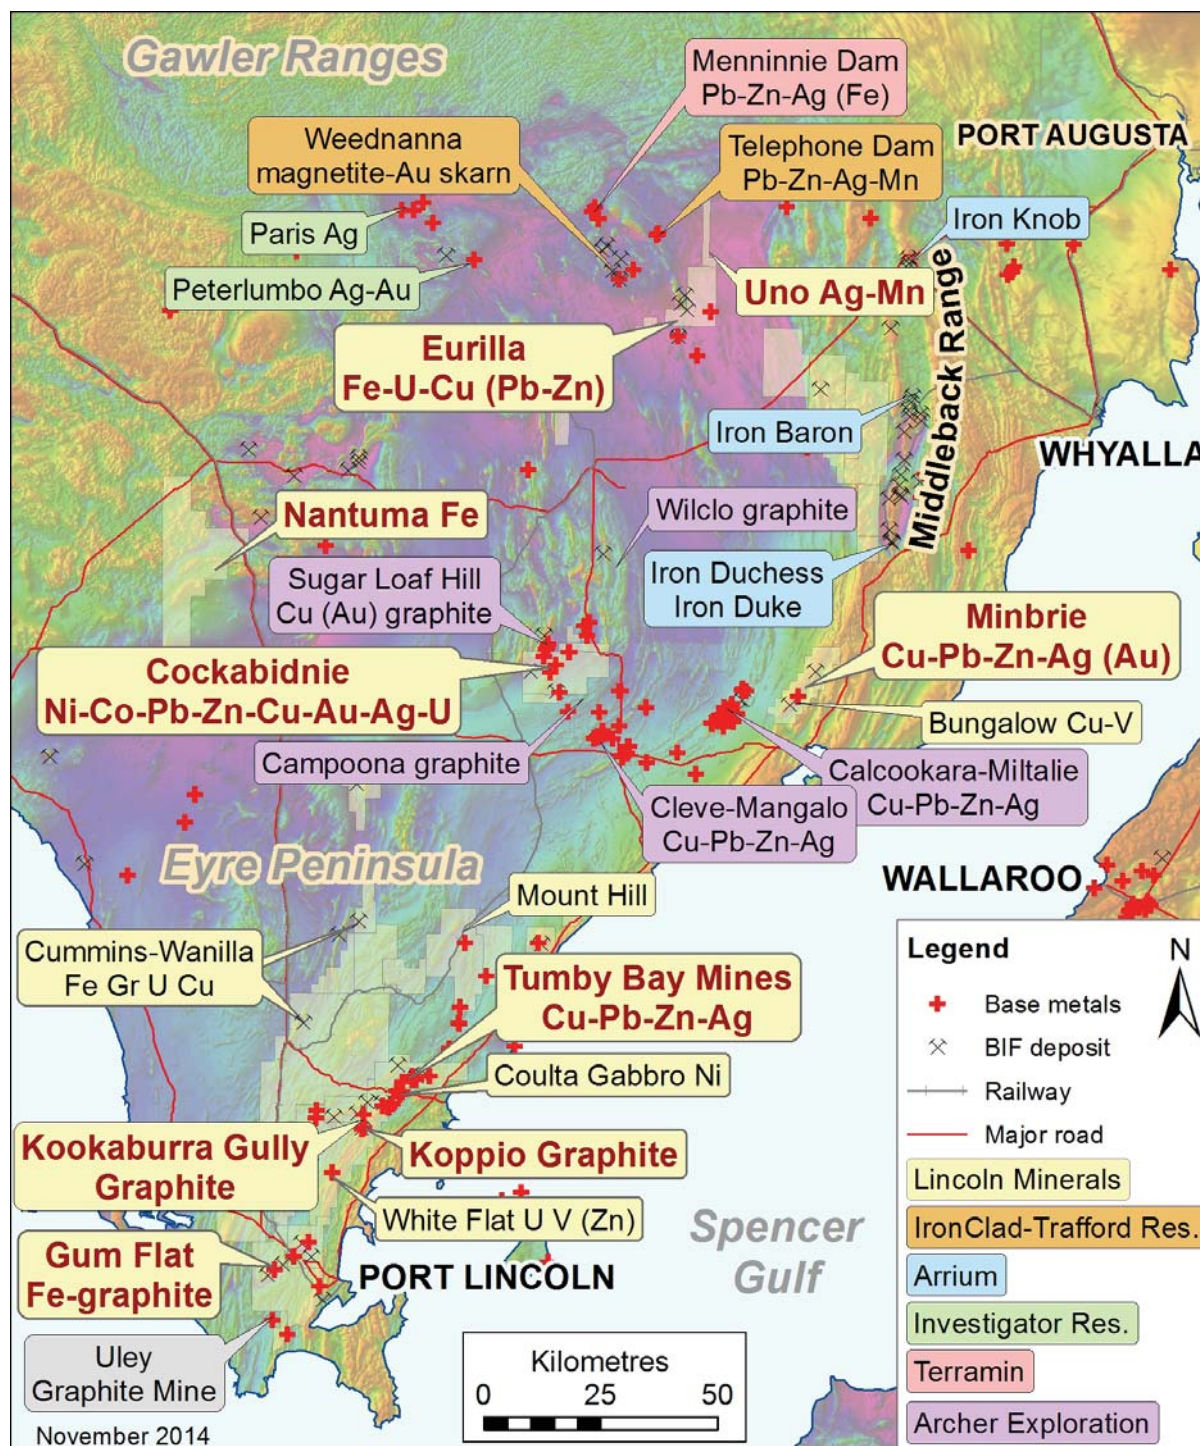 Gawler Ranges
Menninnie Dam
Pb-Zn-Ag (Fe)
Weednanna
magnetite-Au skarn
Telephone Dam
Pb-Zn-Ag-Mn
PORT AUGUSTA
Paris Ag
Iron Knob
Peterlumbo Ag-Au
Uno Ag-Mn
Eurilla
Fe-U-Cu (Pb-Zn)
Middleback Range
Iron Baron
WHYALLA
Nantuma Fe
Wilclo graphite
Sugar Loaf Hill
Cu (Au) graphite
Iron Duchess
Iron Duke
Minbrie
Cu-Pb-Zn-Ag (Au)
Cockabidnie
Ni-Co-Pb-Zn-Cu-Au-Ag-U
Bungalow Cu-V
Campoona graphite
Calcookara-Miltalie
Cu-Pb-Zn-Ag
Cleve-Mangalo
Cu-Pb-Zn-Ag
Eyre Peninsula
WALLAROO
Mount Hill
Cummins-Wanilla
Fe Gr U Cu
Tumby Bay Mines
Cu-Pb-Zn-Ag
Coulta Gabbro Ni
Kookaburra Gully
Graphite
Koppio Graphite
White Flat U V (Zn)
Spencer
Gulf
Gum Flat
Fe-graphite
PORT LINCOLN
Uley
Graphite Mine
November 2014
Kilometres
0 25 50
Legend
N
Base metals
BIF deposit
Railway
Major road
Lincoln Minerals
IronClad-Trafford Res.
Arrium
Investigator Res.
Terramin
Archer Exploration